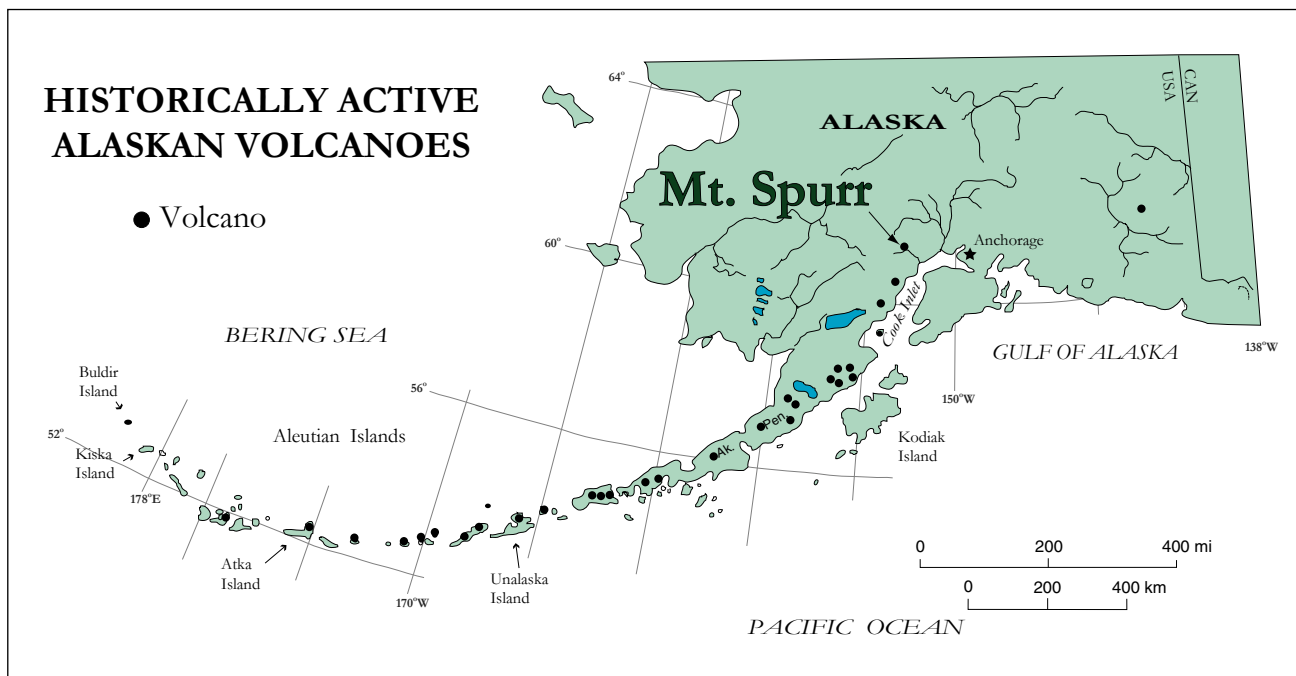 HISTORICALLY ACTIVE
ALASKAN VOLCANOES
Volcano
64°
ALASKA
CAN
USA
Mt. Spurr
Anchorage
60°
Cook Inlet
BERING SEA
GULF OF ALASKA
138°W
Buldir
Island
56°
150°W
52°
Aleutian Islands
Pen.
Kodiak
Island
Kiska
Island
Ak.
178°E
Atka
Island
170°W
Unalaska
Island
0 200 400 mi
0 200 400 km
PACIFIC OCEAN